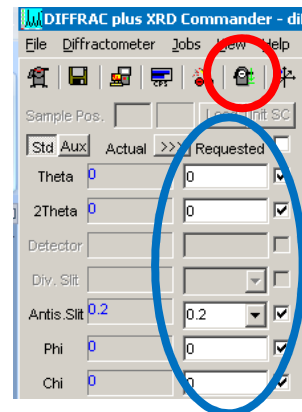 DIFFRAC plus XRD Commander - dif
File Diffractometer Jobs View Help
Sample Pos. Load unit SC
Std Aux Actual >>> Requested
Theta 0 0
2Theta 0 0
Detector
Div. Slit
Antis.Slit 0.2 0.2
Phi 0 0
Chi 0 0